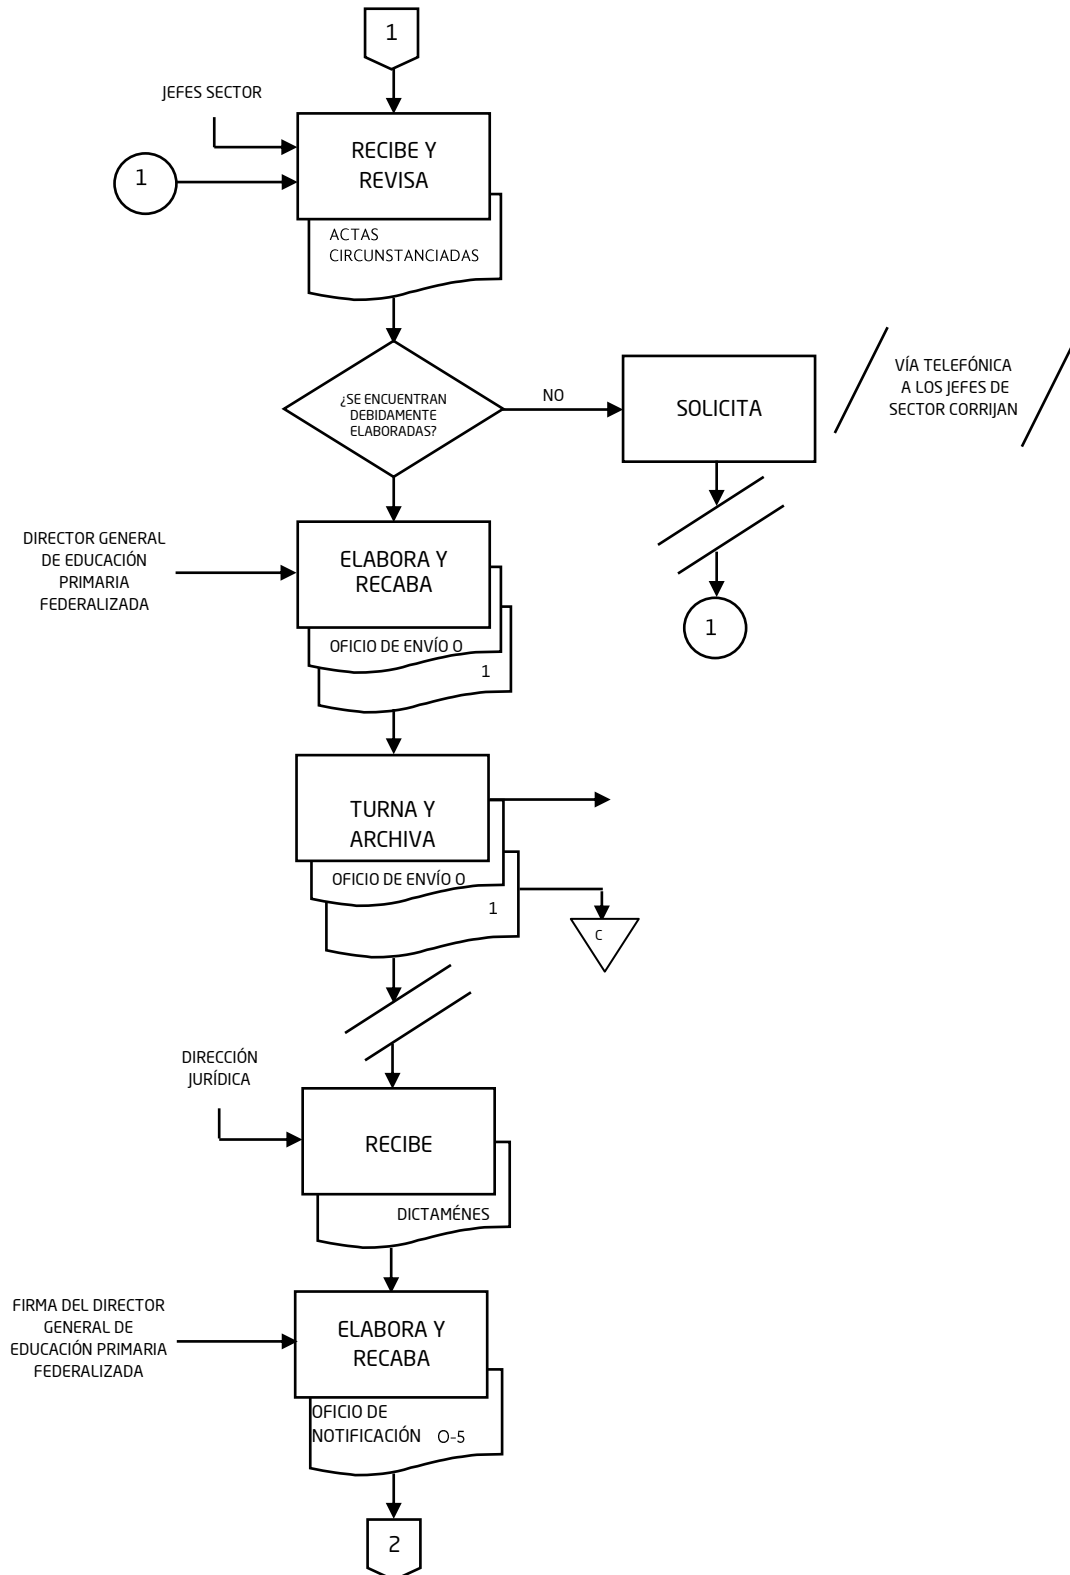 1
JEFES SECTOR
1
RECIBE Y
REVISA
ACTAS
CIRCUNSTANCIADAS
¿SE ENCUENTRAN
DEBIDAMENTE
ELABORADAS?
NO
SOLICITA
VÍA TELEFÓNICA
A LOS JEFES DE
SECTOR CORRIJAN
1
DIRECTOR GENERAL
DE EDUCACIÓN
PRIMARIA
FEDERALIZADA
ELABORA Y
RECABA
OFICIO DE ENVÍO O
1
TURNA Y
ARCHIVA
OFICIO DE ENVÍO O
1
C
DIRECCIÓN
JURÍDICA
RECIBE
DICTAMÉNES
FIRMA DEL DIRECTOR
GENERAL DE
EDUCACIÓN PRIMARIA
FEDERALIZADA
ELABORA Y
RECABA
OFICIO DE
NOTIFICACIÓN O-5
2